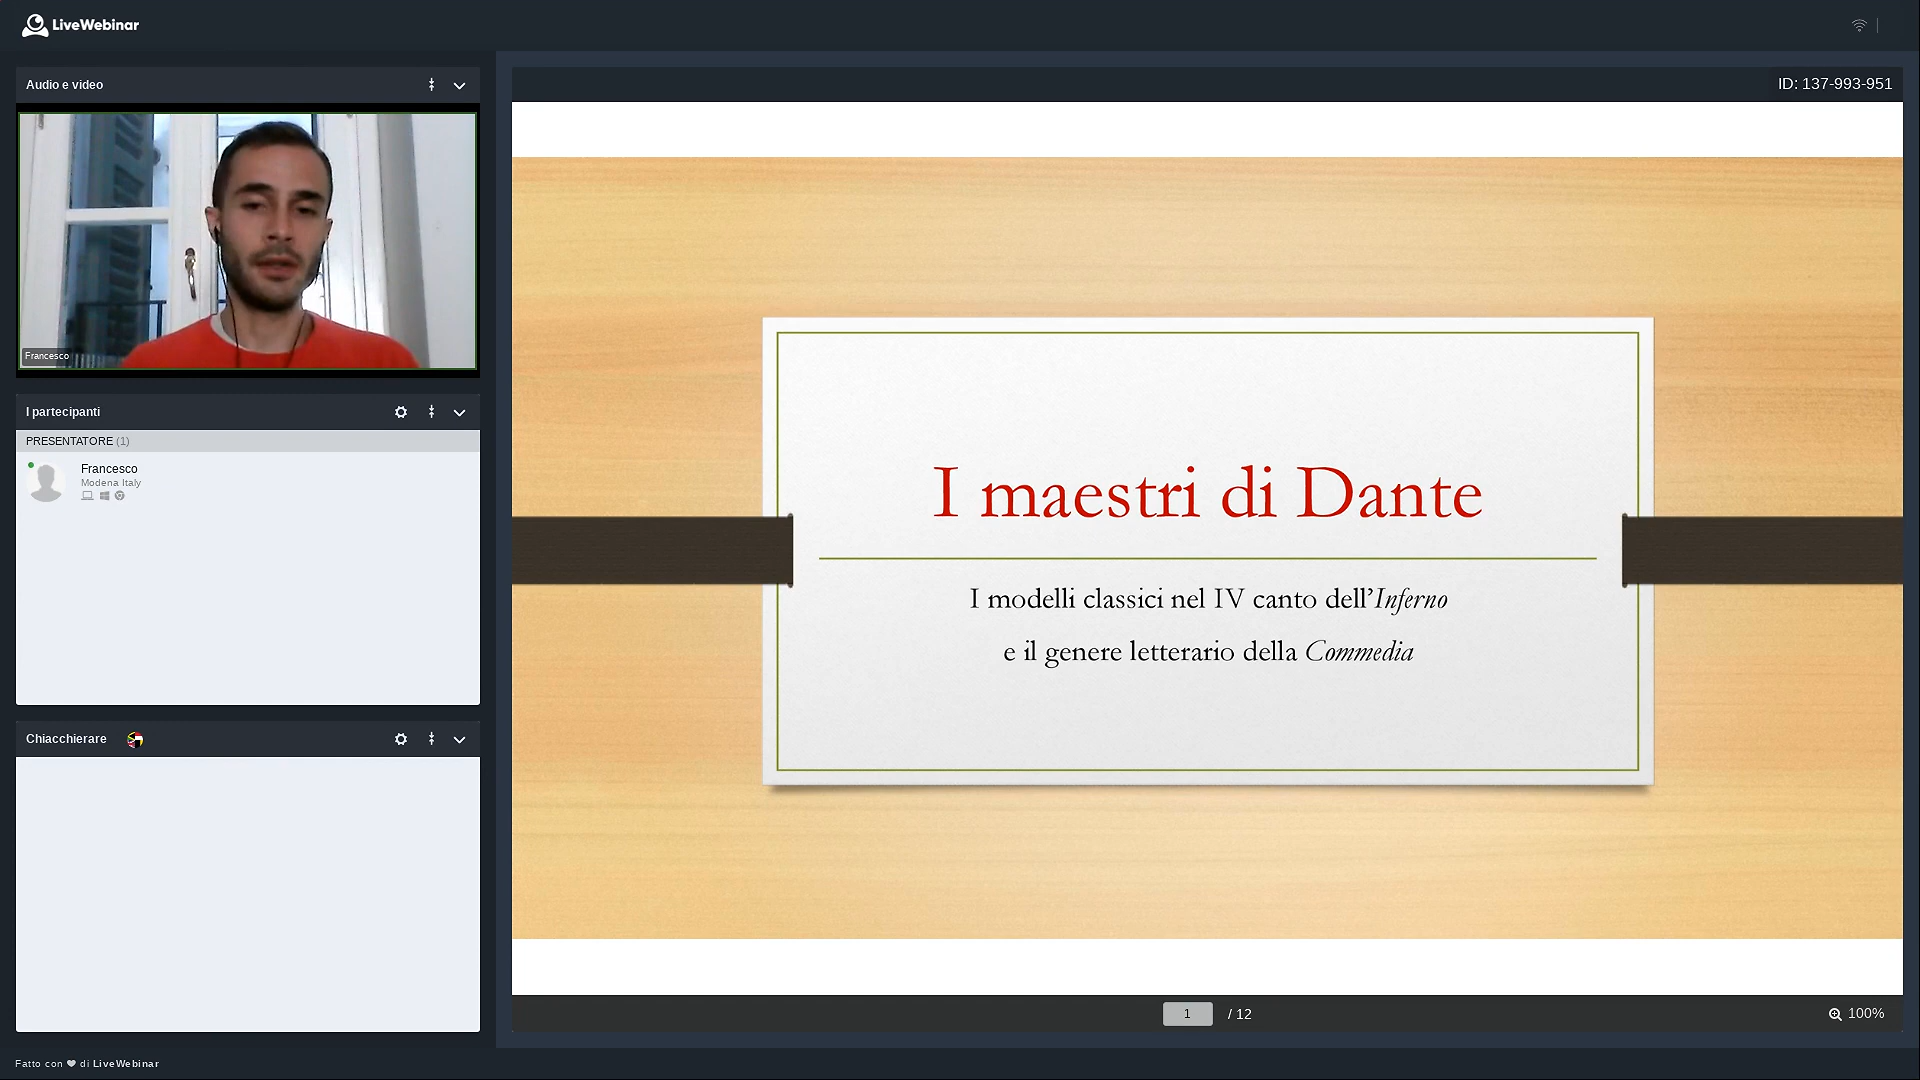 LiveWebinar
Audio e video
ID: 137-993-951
Francesco
I partecipanti
PRESENTATORE (1)
Francesco
Modena Italy
Chiacchierare
I maestri di Dante
I modelli classici nel IV canto dell’Inferno
e il genere letterario della Commedia
1 / 12
100%
Fatto con ❤ di LiveWebinar